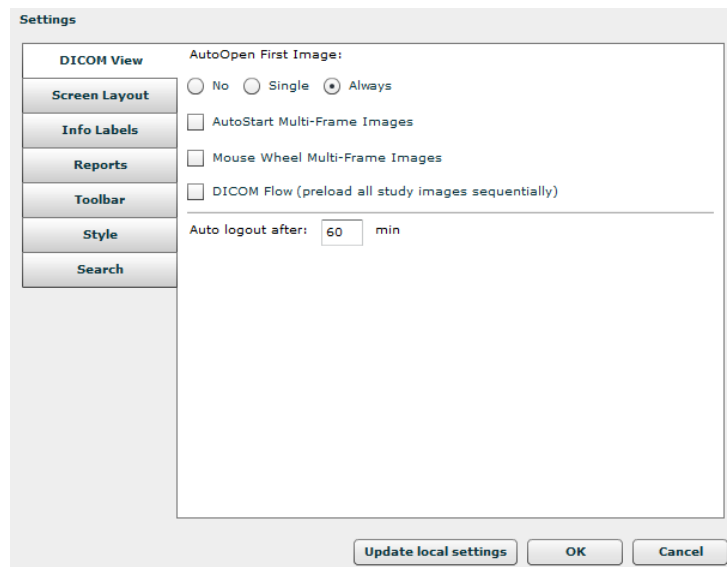 Settings
DICOM View
Screen Layout
Info Labels
Reports
Toolbar
Style
Search
AutoOpen First Image:
No Single Always
AutoStart Multi-Frame Images
Mouse Wheel Multi-Frame Images
DICOM Flow (preload all study images sequentially)
Auto logout after: 60 min
Update local settings OK Cancel